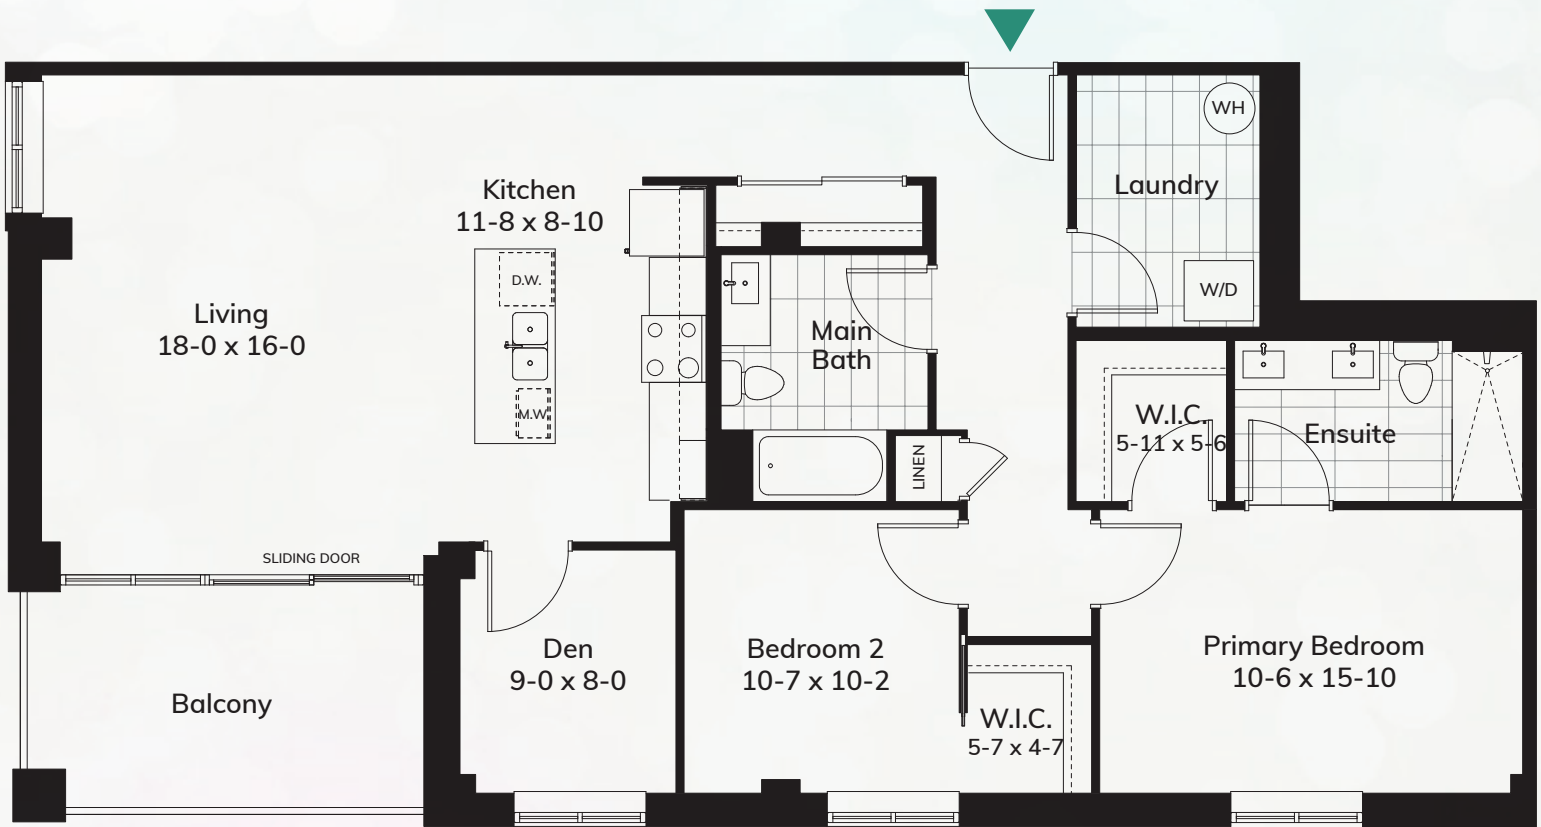 WH
Laundry
W/D
Kitchen
11-8 x 8-10
D.W.
M.W.
Living
18-0 x 16-0
Main
Bath
LINEN
W.I.C.
5-11 x 5-6
Ensuite
SLIDING DOOR
Balcony
Den
9-0 x 8-0
Bedroom 2
10-7 x 10-2
W.I.C.
5-7 x 4-7
Primary Bedroom
10-6 x 15-10